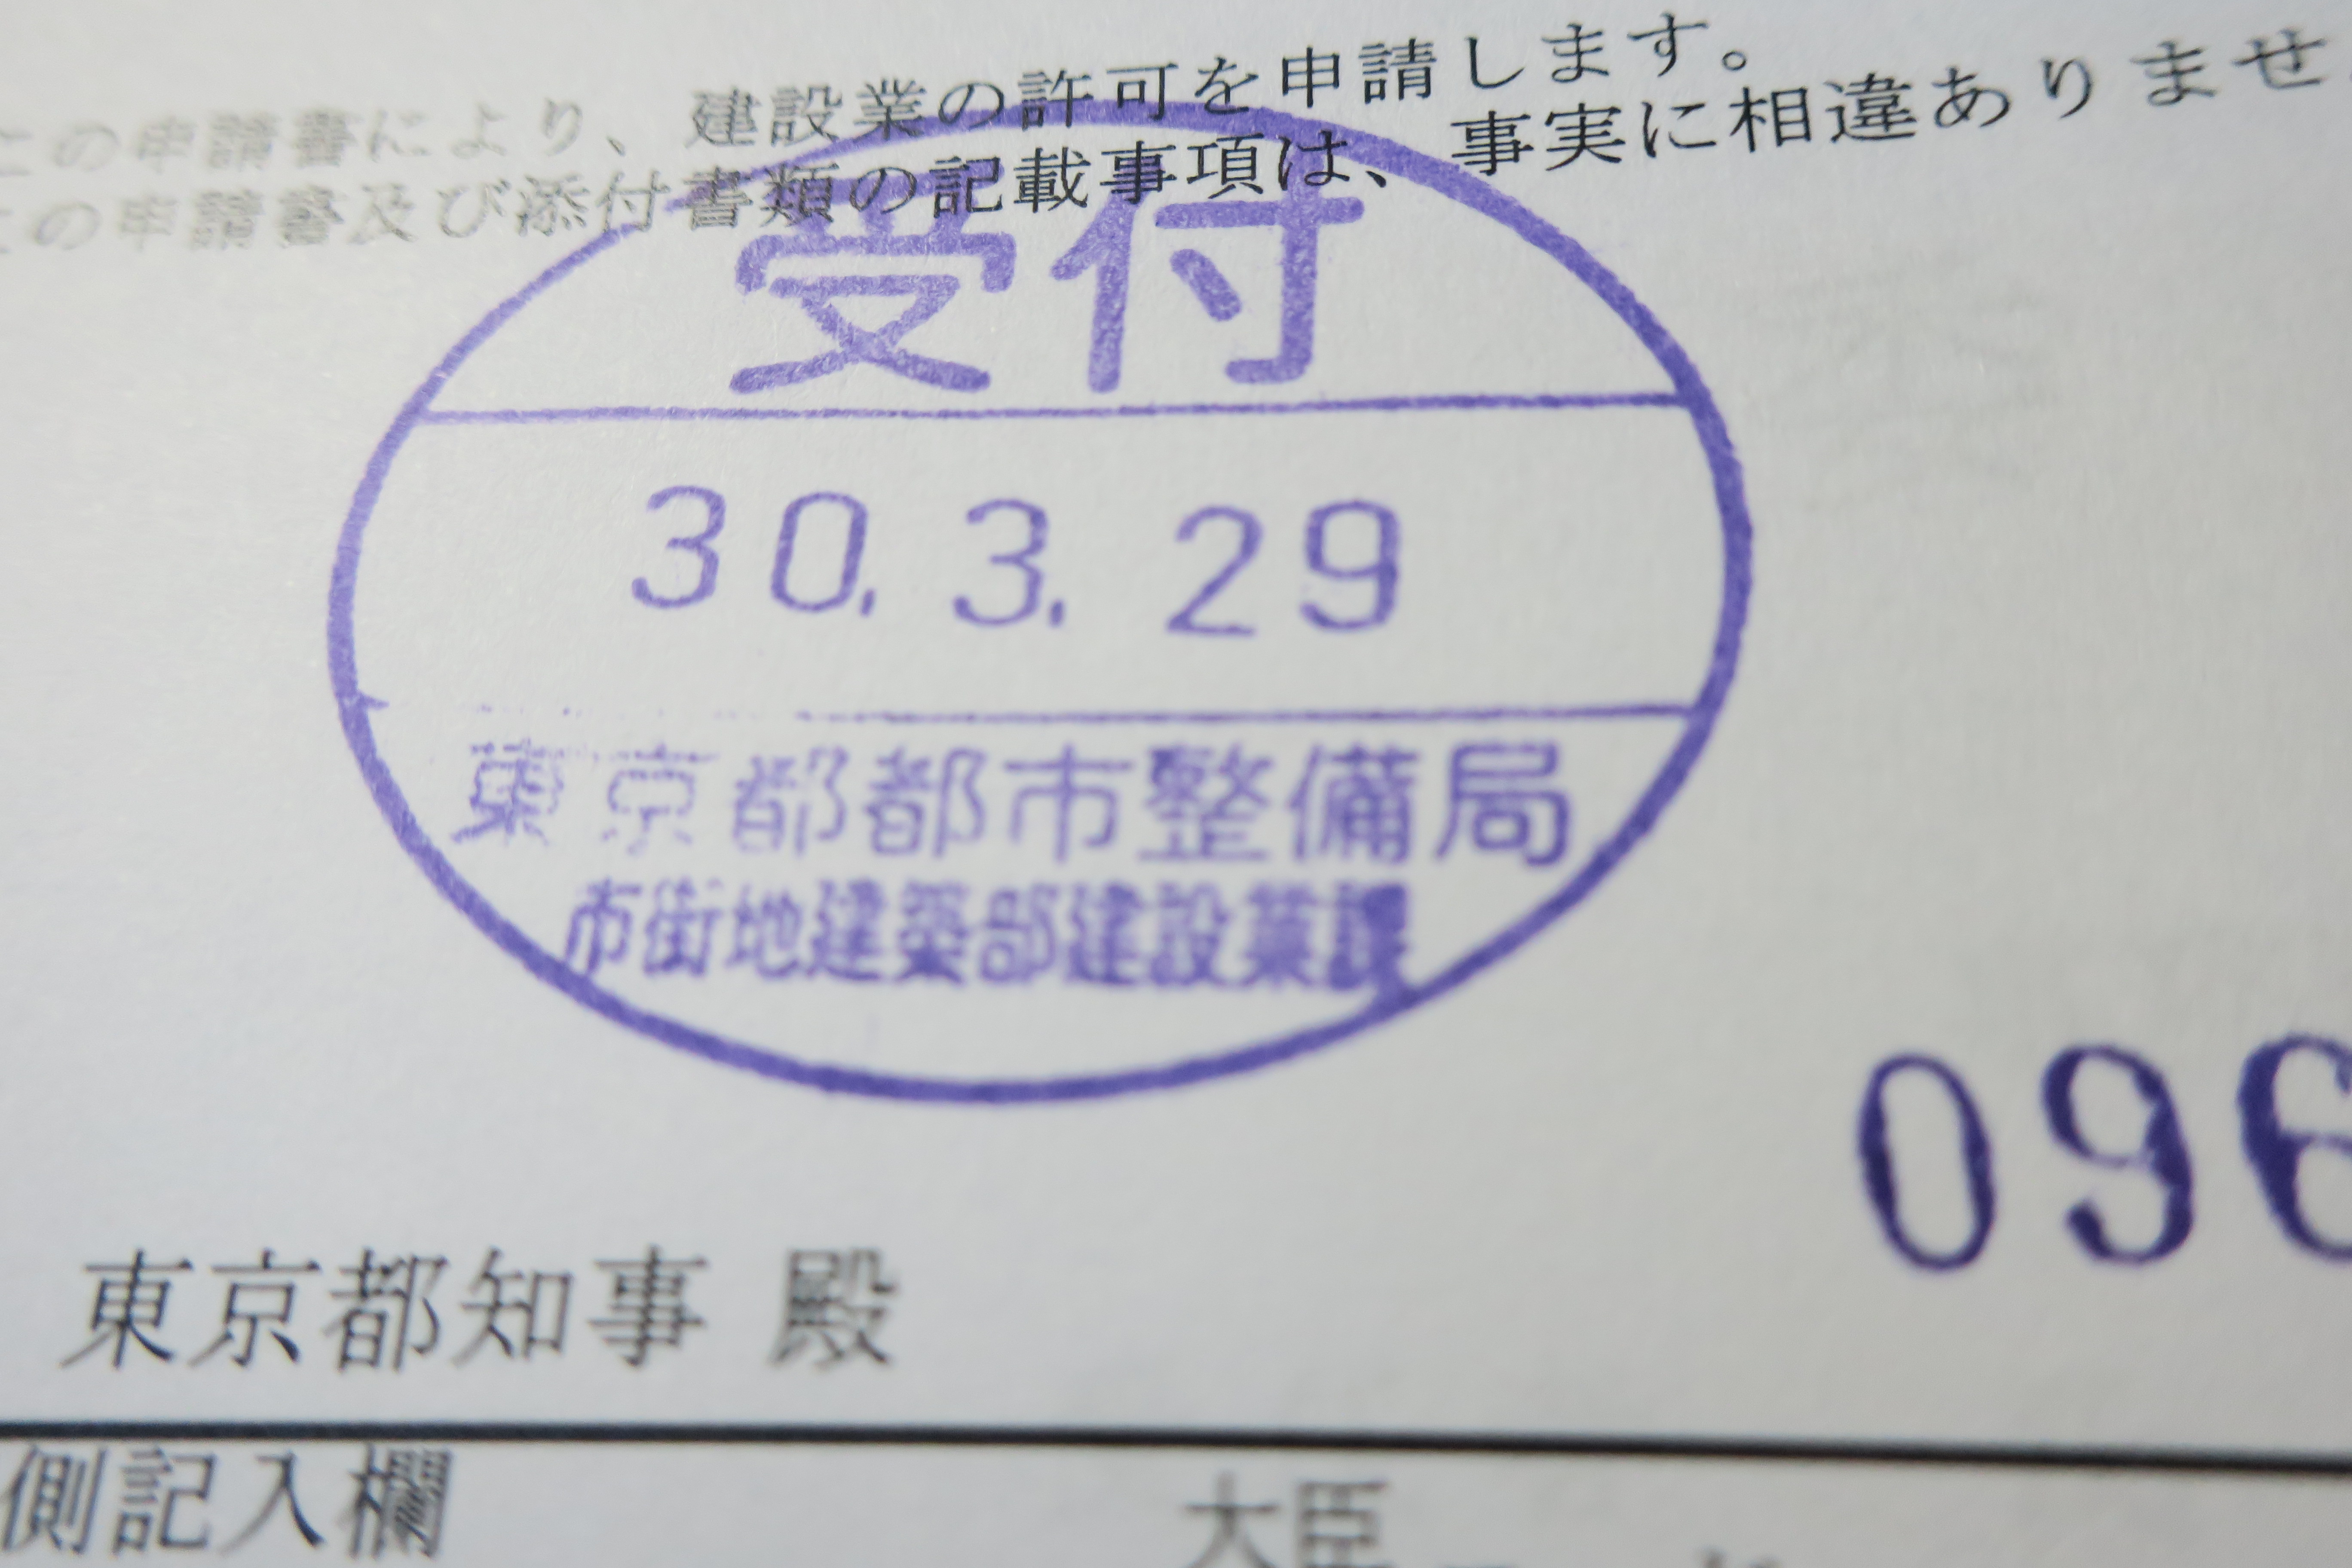 この申請書により、建設業の許可を申請します。
この申請書及び添付書類の記載事項は、事実に相違ありませ
受付
30.3.29
東京都都市整備局
市街地建築部建設業課
096
東京都知事 殿
側記入欄
大臣